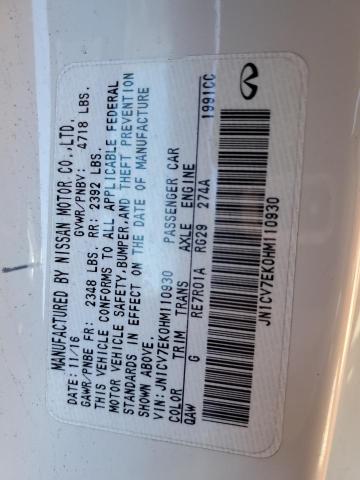 MANUFACTURED BY NISSAN MOTOR CO.,LTD.
DATE: 11/16 GVWR/PNBV: 4718 LBS.
GAWR/PNBE FR: 2348 LBS. RR: 2392 LBS.
THIS VEHICLE CONFORMS TO ALL APPLICABLE FEDERAL
MOTOR VEHICLE SAFETY,BUMPER,AND THEFT PREVENTION
STANDARDS IN EFFECT ON THE DATE OF MANUFACTURE
SHOWN ABOVE.
VIN: JN1CV7EK0HM110930 PASSENGER CAR
COLOR TRIM TRANS AXLE ENGINE
QAW G RE7R01A RG29 274A 1991CC
JN1CV7EK0HM110930